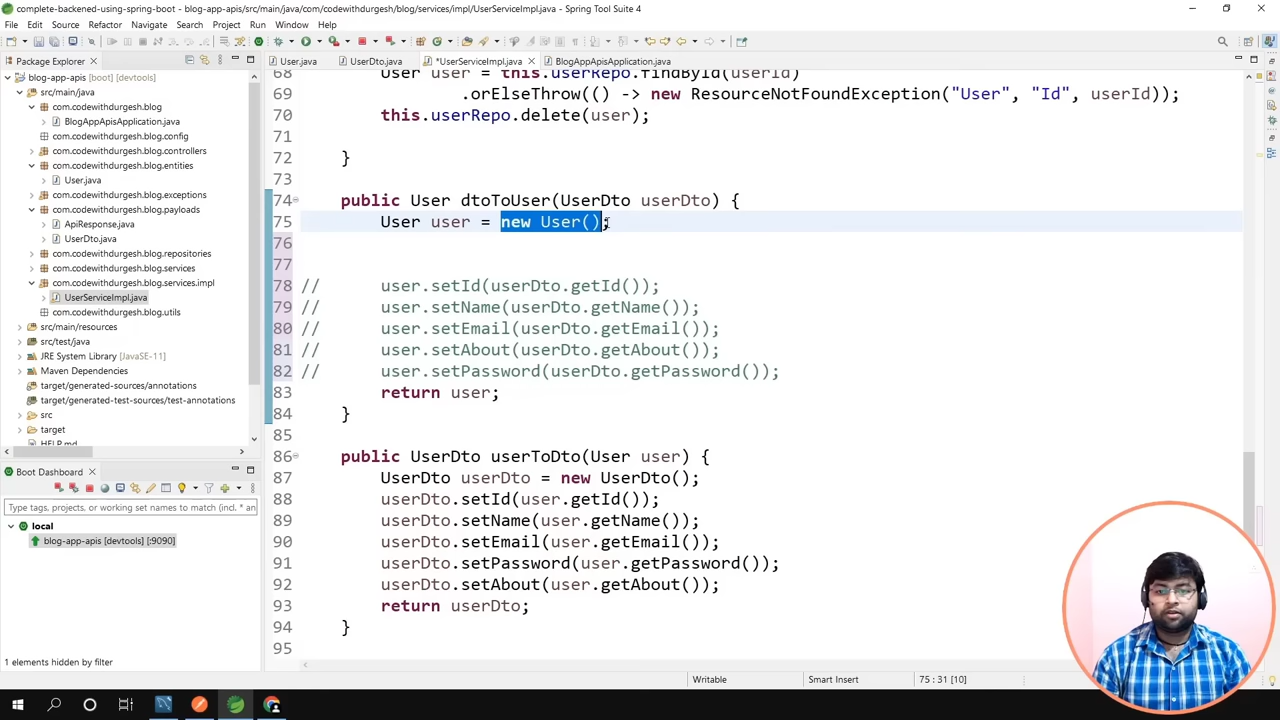 complete-backened-using-spring-boot - blog-app-apis/src/main/java/com/codewithdurgesh/blog/services/impl/UserServiceImpl.java - Spring Tool Suite 4
File Edit Source Refactor Navigate Search Project Run Window Help
Package Explorer
User.java UserDto.java *UserServiceImpl.java BlogAppApisApplication.java
blog-app-apis [boot] [devtools]
src/main/java
com.codewithdurgesh.blog
BlogAppApisApplication.java
com.codewithdurgesh.blog.config
com.codewithdurgesh.blog.controllers
com.codewithdurgesh.blog.entities
User.java
com.codewithdurgesh.blog.exceptions
com.codewithdurgesh.blog.payloads
ApiResponse.java
UserDto.java
com.codewithdurgesh.blog.repositories
com.codewithdurgesh.blog.services
com.codewithdurgesh.blog.services.impl
UserServiceImpl.java
com.codewithdurgesh.blog.utils
src/main/resources
src/test/java
JRE System Library [JavaSE-11]
Maven Dependencies
target/generated-sources/annotations
target/generated-test-sources/test-annotations
src
target
HELP.md
Boot Dashboard
Type tags, projects, or working set names to match (incl. * an
local
blog-app-apis [devtools] [:9090]
1 elements hidden by filter
68 User user = this.userRepo.findById(userId)
69 .orElseThrow(() -> new ResourceNotFoundException("User", "Id", userId));
70 this.userRepo.delete(user);
71
72 }
73
74 public User dtoToUser(UserDto userDto) {
75 User user = new User();
76
77
78 // user.setId(userDto.getId());
79 // user.setName(userDto.getName());
80 // user.setEmail(userDto.getEmail());
81 // user.setAbout(userDto.getAbout());
82 // user.setPassword(userDto.getPassword());
83 return user;
84 }
85
86 public UserDto userToDto(User user) {
87 UserDto userDto = new UserDto();
88 userDto.setId(user.getId());
89 userDto.setName(user.getName());
90 userDto.setEmail(user.getEmail());
91 userDto.setPassword(user.getPassword());
92 userDto.setAbout(user.getAbout());
93 return userDto;
94 }
95
Writable Smart Insert 75 : 31 [10]